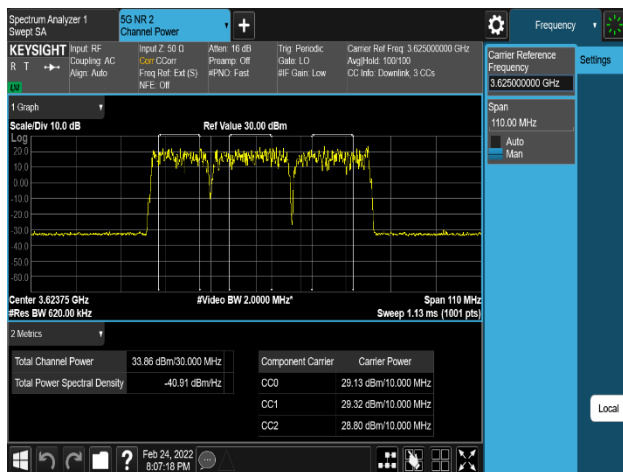 Spectrum Analyzer 1
Swept SA
5G NR 2
Channel Power
Frequency
KEYSIGHT
R T
LXI
Input: RF
Coupling: AC
Align: Auto
Input Z: 50 Ω
Corr CCorr
Freq Ref: Ext (S)
NFE: Off
Atten: 16 dB
Preamp: Off
#PNO: Fast
Trig: Periodic
Gate: LO
#IF Gain: Low
Carrier Ref Freq: 3.625000000 GHz
Avg|Hold: 100/100
CC Info: Downlink, 3 CCs
Carrier Reference
Frequency
3.625000000 GHz
Span
110.00 MHz
Auto
Man
Settings
1 Graph
Scale/Div 10.0 dB
Ref Value 30.00 dBm
Log
20.0
10.0
0.00
-10.0
-20.0
-30.0
-40.0
-50.0
-60.0
Center 3.62375 GHz
#Video BW 2.0000 MHz*
Span 110 MHz
#Res BW 620.00 kHz
Sweep 1.13 ms (1001 pts)
2 Metrics
Total Channel Power
33.86 dBm/30.000 MHz
Total Power Spectral Density
-40.91 dBm/Hz
Component Carrier
Carrier Power
CC0
29.13 dBm/10.000 MHz
CC1
29.32 dBm/10.000 MHz
CC2
28.80 dBm/10.000 MHz
Local
?
Feb 24, 2022
8:07:18 PM